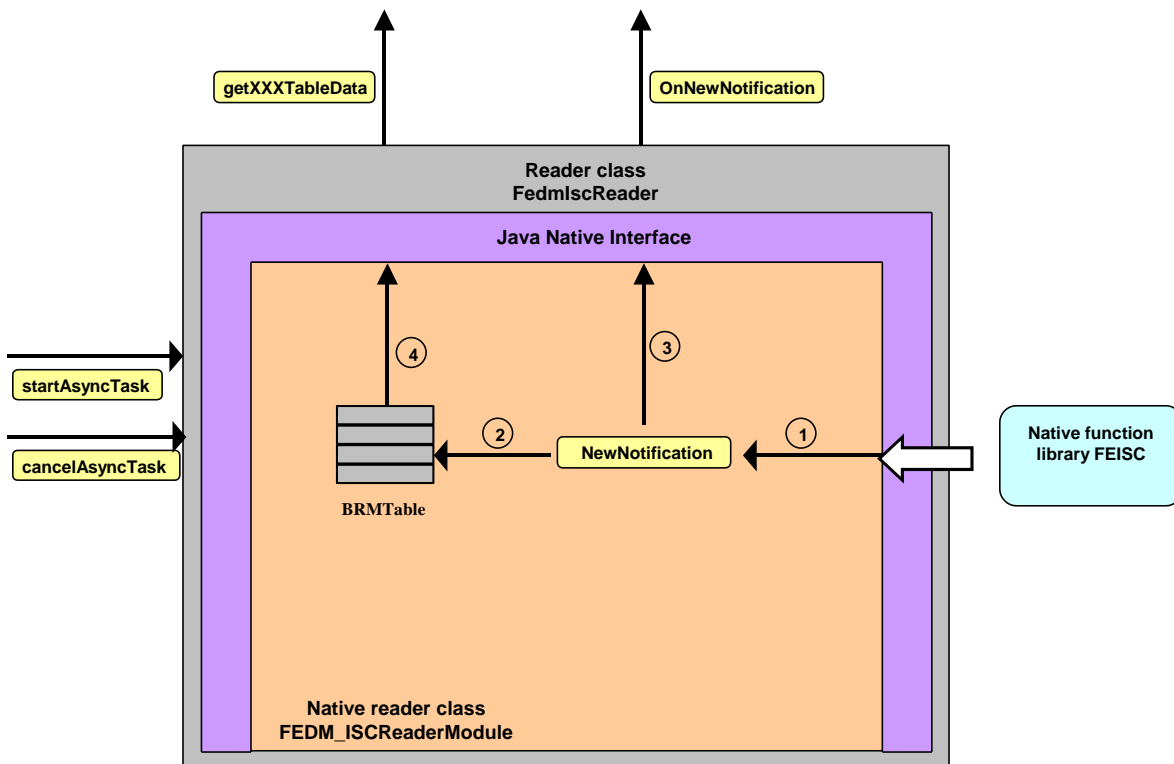 getXXXTableData
OnNewNotification
Reader class
FedmIscReader
Java Native Interface
4
3
startAsyncTask
cancelAsyncTask
2
1
NewNotification
Native function
library FEISC
BRMTable
Native reader class
FEDM_ISCReaderModule